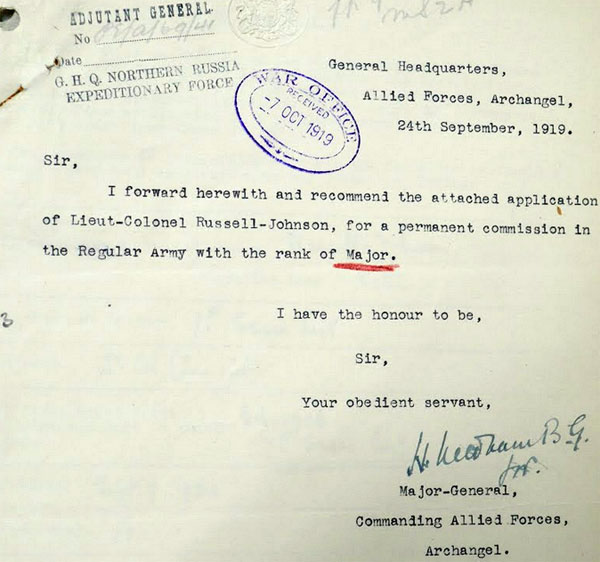 ADJUTANT GENERAL.
No
Date
G. H. Q. NORTHERN RUSSIA
EXPEDITIONARY FORCE
WAR OFFICE
RECEIVED
7 OCT 1919
General Headquarters,
Allied Forces, Archangel,
24th September, 1919.
Sir,
I forward herewith and recommend the attached application
of Lieut-Colonel Russell-Johnson, for a permanent commission in
the Regular Army with the rank of Major.
3
I have the honour to be,
Sir,
Your obedient servant,
H. Needham B.G.
for.
Major-General,
Commanding Allied Forces,
Archangel.